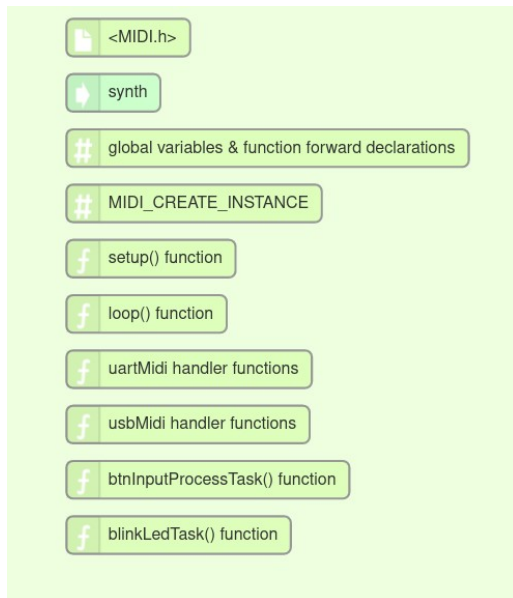 <MIDI.h>
synth
global variables & function forward declarations
MIDI_CREATE_INSTANCE
setup() function
loop() function
uartMidi handler functions
usbMidi handler functions
btnInputProcessTask() function
blinkLedTask() function